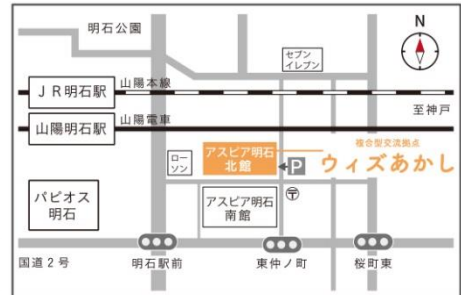 明石公園
N
セブン
イレブン
JR明石駅
山陽本線
至神戸
山陽明石駅
山陽電車
ロー
ソン
アスピア明石
北館
P
複合型交流拠点
ウィズあかし
パピオス
明石
アスピア明石
南館
〒
国道2号
明石駅前
東仲ノ町
桜町東